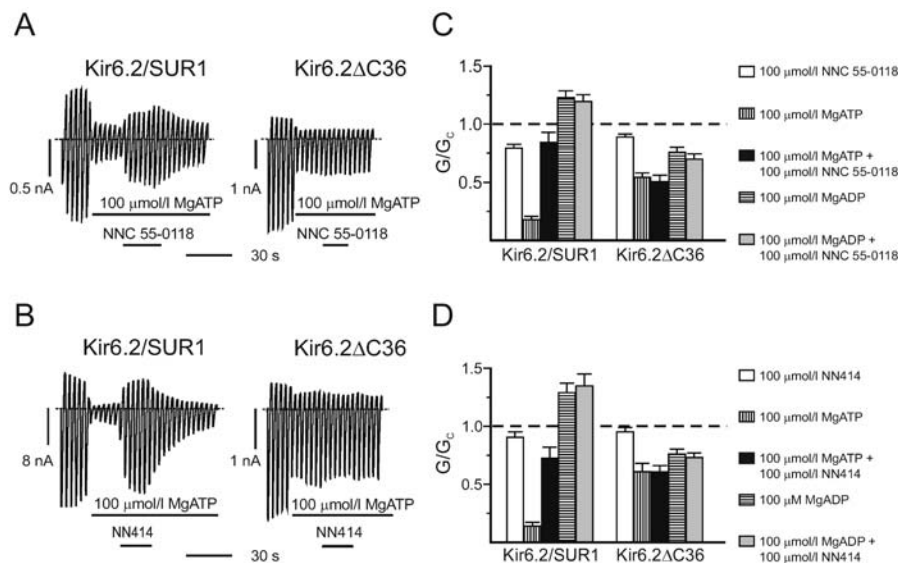 A
Kir6.2/SUR1
Kir6.2ΔC36
0.5 nA
1 nA
100 μmol/l MgATP
100 μmol/l MgATP
NNC 55-0118
NNC 55-0118
30 s
B
Kir6.2/SUR1
Kir6.2ΔC36
8 nA
1 nA
100 μmol/l MgATP
100 μmol/l MgATP
NN414
NN414
30 s
C
1.5
1.0
0.5
G/GC
Kir6.2/SUR1
Kir6.2ΔC36
100 μmol/l NNC 55-0118
100 μmol/l MgATP
100 μmol/l MgATP +
100 μmol/l NNC 55-0118
100 μmol/l MgADP
100 μmol/l MgADP +
100 μmol/l NNC 55-0118
D
1.5
1.0
0.5
G/GC
Kir6.2/SUR1
Kir6.2ΔC36
100 μmol/l NN414
100 μmol/l MgATP
100 μmol/l MgATP +
100 μmol/l NN414
100 μM MgADP
100 μmol/l MgADP +
100 μmol/l NN414